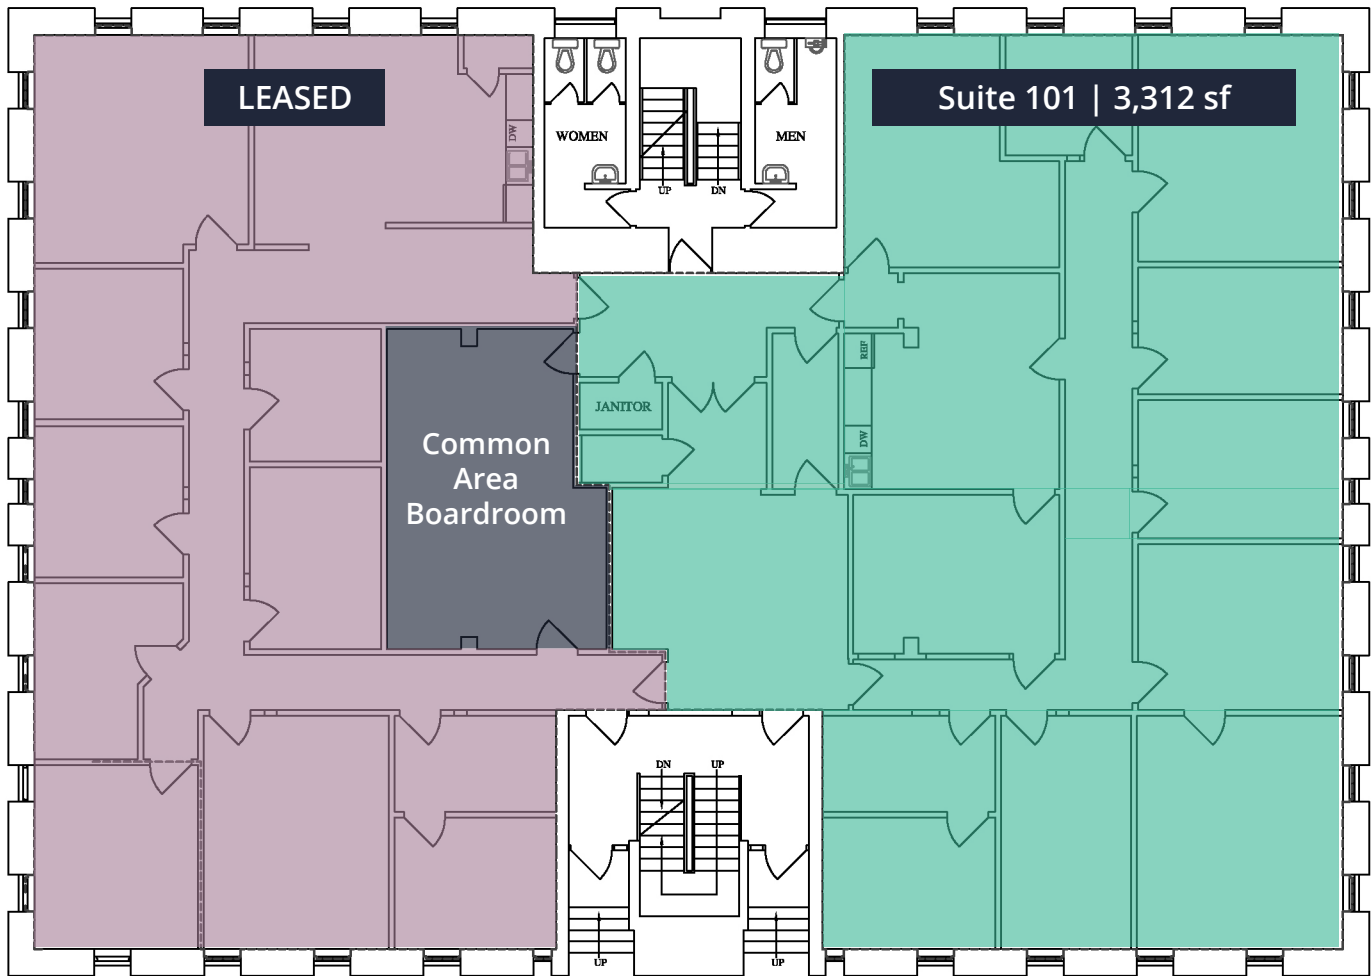 LEASED
Suite 101 | 3,312 sf
DW
WOMEN
MEN
UP
DN
REF
JANITOR
DW
Common
Area
Boardroom
DN
UP
UP
UP